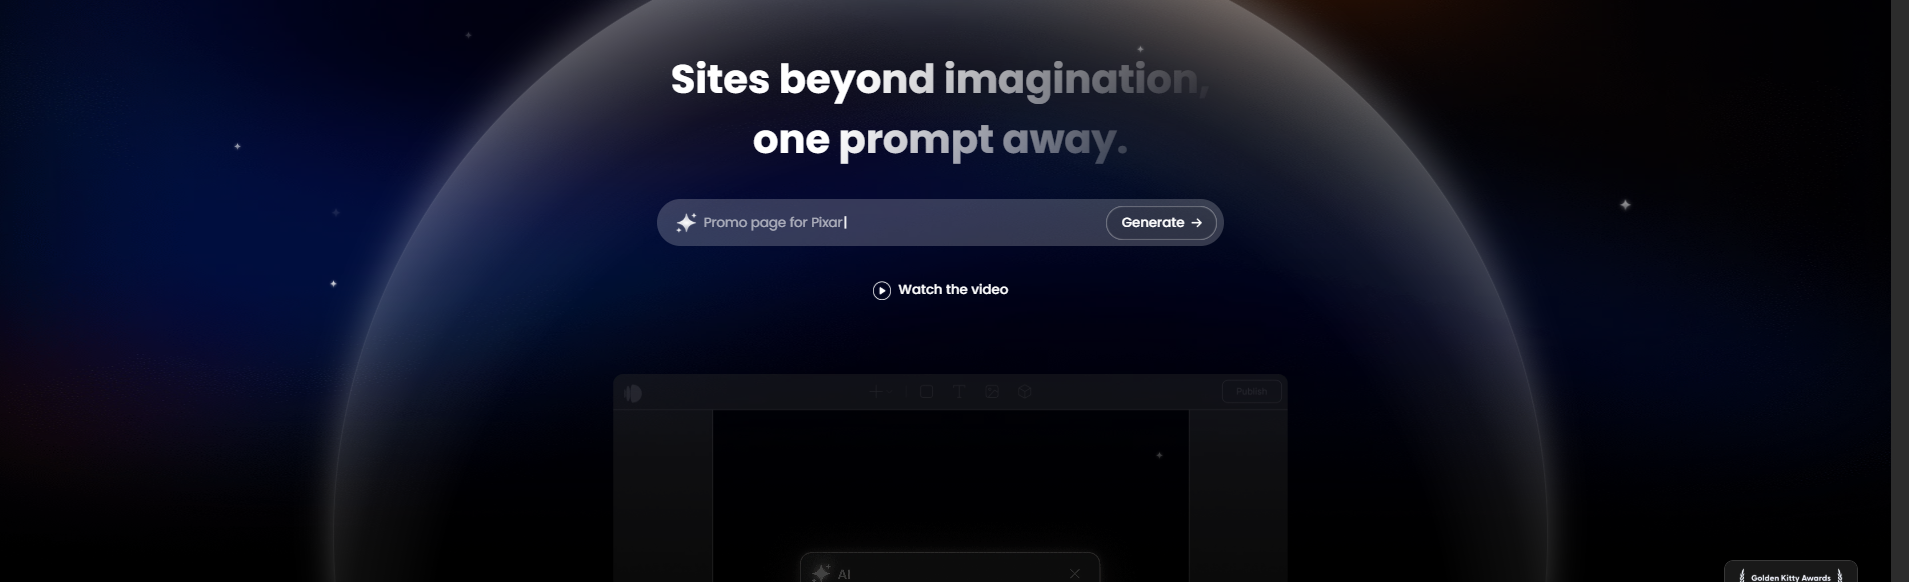 Sites beyond imagination,
one prompt away.
Promo page for Pixar
Generate →
Watch the video
Publish
AI
Golden Kitty Awards